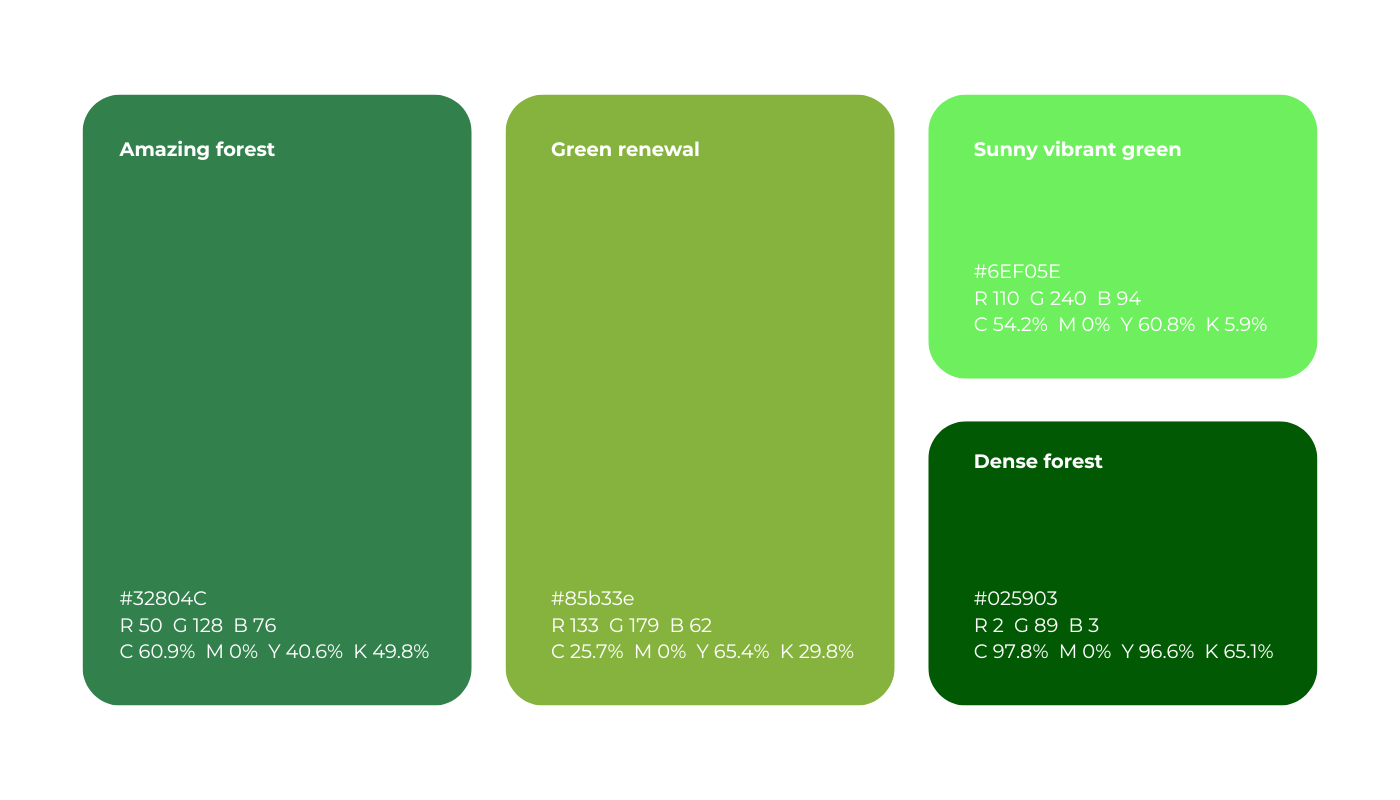 Amazing forest
#32804C
R 50  G 128  B 76
C 60.9%  M 0%  Y 40.6%  K 49.8%
Green renewal
#85b33e
R 133  G 179  B 62
C 25.7%  M 0%  Y 65.4%  K 29.8%
Sunny vibrant green
#6EF05E
R 110  G 240  B 94
C 54.2%  M 0%  Y 60.8%  K 5.9%
Dense forest
#025903
R 2  G 89  B 3
C 97.8%  M 0%  Y 96.6%  K 65.1%